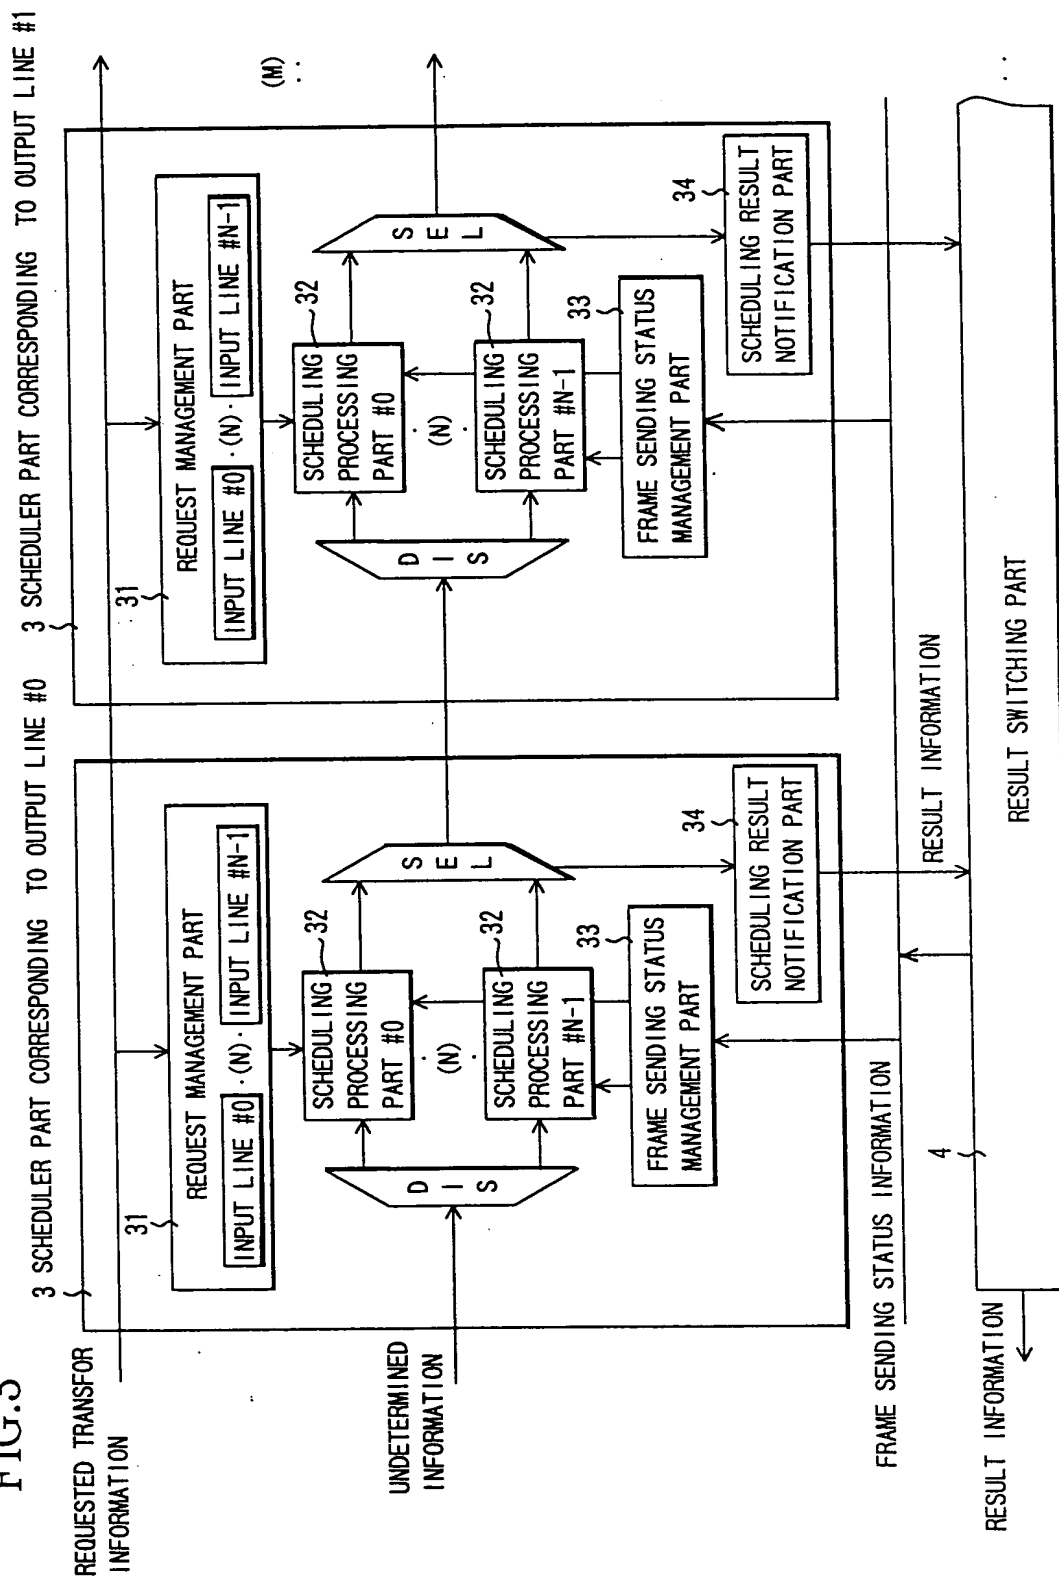 FIG.3
3 SCHEDULER PART CORRESPONDING TO OUTPUT LINE #0
3 SCHEDULER PART CORRESPONDING TO OUTPUT LINE #1
REQUESTED TRANSFOR
INFORMATION
31
REQUEST MANAGEMENT PART
INPUT LINE #0 ·(N)· INPUT LINE #N-1
UNDETERMINED
INFORMATION
DIS
SCHEDULING
PROCESSING
PART #0
32
·(N)·
SCHEDULING
PROCESSING
PART #N-1
32
SEL
FRAME SENDING STATUS
MANAGEMENT PART
33
SCHEDULING RESULT
NOTIFICATION PART
34
31
REQUEST MANAGEMENT PART
INPUT LINE #0 ·(N)· INPUT LINE #N-1
DIS
SCHEDULING
PROCESSING
PART #0
32
·(N)·
SCHEDULING
PROCESSING
PART #N-1
32
SEL
(M)
FRAME SENDING STATUS
MANAGEMENT PART
33
SCHEDULING RESULT
NOTIFICATION PART
34
FRAME SENDING STATUS INFORMATION
RESULT INFORMATION
4
RESULT SWITCHING PART
RESULT INFORMATION